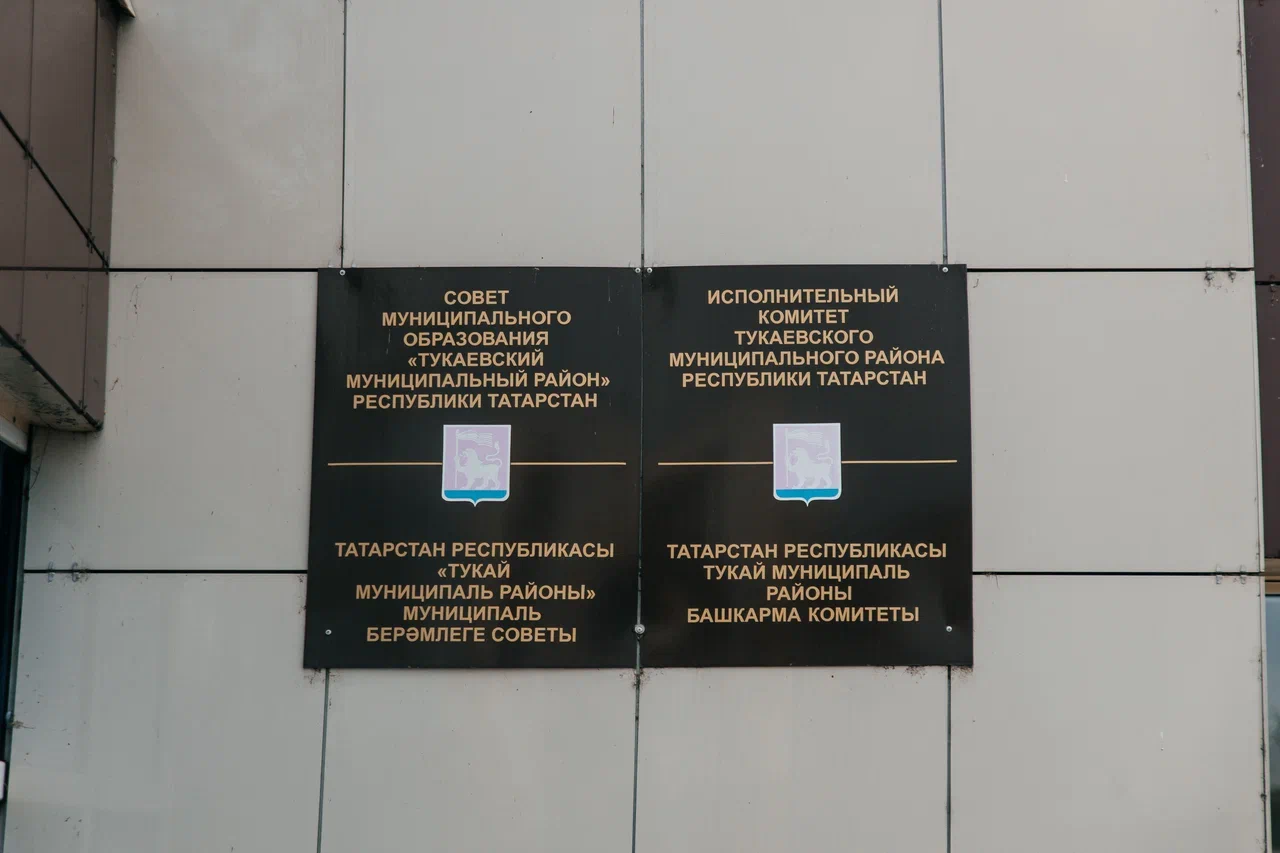 СОВЕТ
МУНИЦИПАЛЬНОГО
ОБРАЗОВАНИЯ
«ТУКАЕВСКИЙ
МУНИЦИПАЛЬНЫЙ РАЙОН»
РЕСПУБЛИКИ ТАТАРСТАН
ТАТАРСТАН РЕСПУБЛИКАСЫ
«ТУКАЙ
МУНИЦИПАЛЬ РАЙОНЫ»
МУНИЦИПАЛЬ
БЕРӘМЛЕГЕ СОВЕТЫ
ИСПОЛНИТЕЛЬНЫЙ
КОМИТЕТ
ТУКАЕВСКОГО
МУНИЦИПАЛЬНОГО РАЙОНА
РЕСПУБЛИКИ ТАТАРСТАН
ТАТАРСТАН РЕСПУБЛИКАСЫ
ТУКАЙ МУНИЦИПАЛЬ
РАЙОНЫ
БАШКАРМА КОМИТЕТЫ